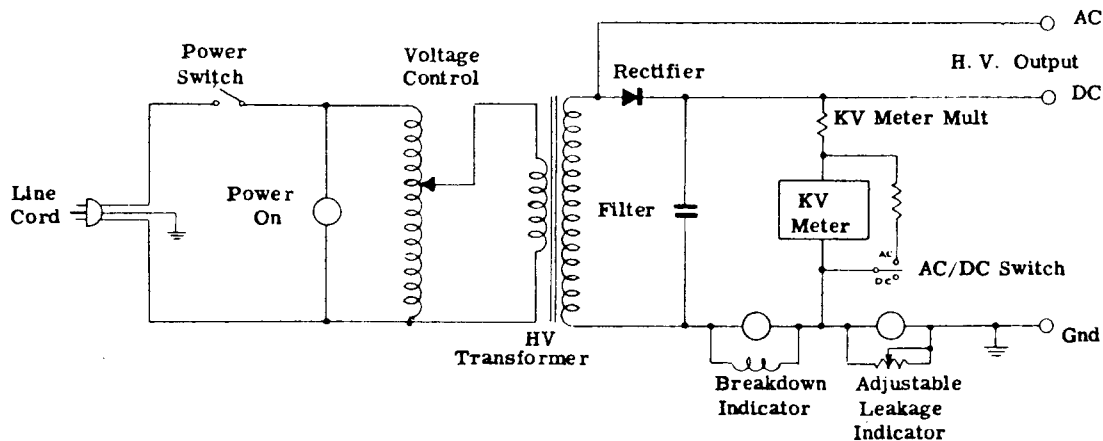 AC
Power
Switch
Voltage
Control
Rectifier
H. V. Output
DC
KV Meter Mult
Line
Cord
Power
On
Filter
KV
Meter
AC
DC
AC/DC Switch
HV
Transformer
Gnd
Breakdown
Indicator
Adjustable
Leakage
Indicator